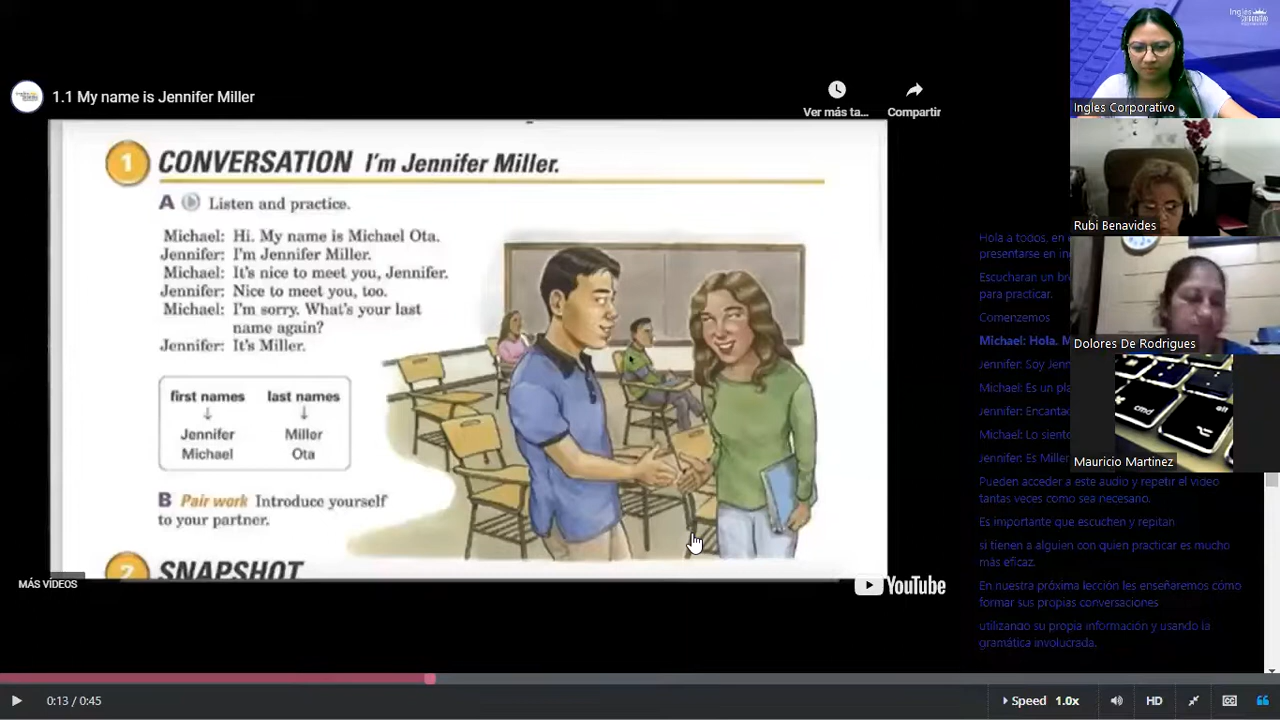 1.1 My name is Jennifer Miller
Ver más ta...
Compartir
1 CONVERSATION I'm Jennifer Miller.
A Listen and practice.
Michael: Hi. My name is Michael Ota.
Jennifer: I'm Jennifer Miller.
Michael: It's nice to meet you, Jennifer.
Jennifer: Nice to meet you, too.
Michael: I'm sorry. What's your last
name again?
Jennifer: It's Miller.
first names last names
Jennifer Miller
Michael Ota
B Pair work Introduce yourself
to your partner.
2 SNAPSHOT
MÁS VÍDEOS
YouTube
Ingles Corporativo
Rubi Benavides
Dolores De Rodrigues
cmd
alt
Mauricio Martinez
Hola a todos, en
presentarse en in
Escucharan un br
para practicar.
Comenzemos
Michael: Hola. M
Jennifer: Soy Jenn
Michael: Es un pla
Jennifer: Encantad
Michael: Lo siento
Jennifer: Es Miller
Pueden acceder a este audio y repetir el video
tantas veces como sea necesario.
Es importante que escuchen y repitan
si tienen a alguien con quien practicar es mucho
más eficaz.
En nuestra próxima lección les enseñaremos cómo
formar sus propias conversaciones
utilizando su propia información y usando la
gramática involucrada.
0:13 / 0:45
Speed 1.0x
HD
CC